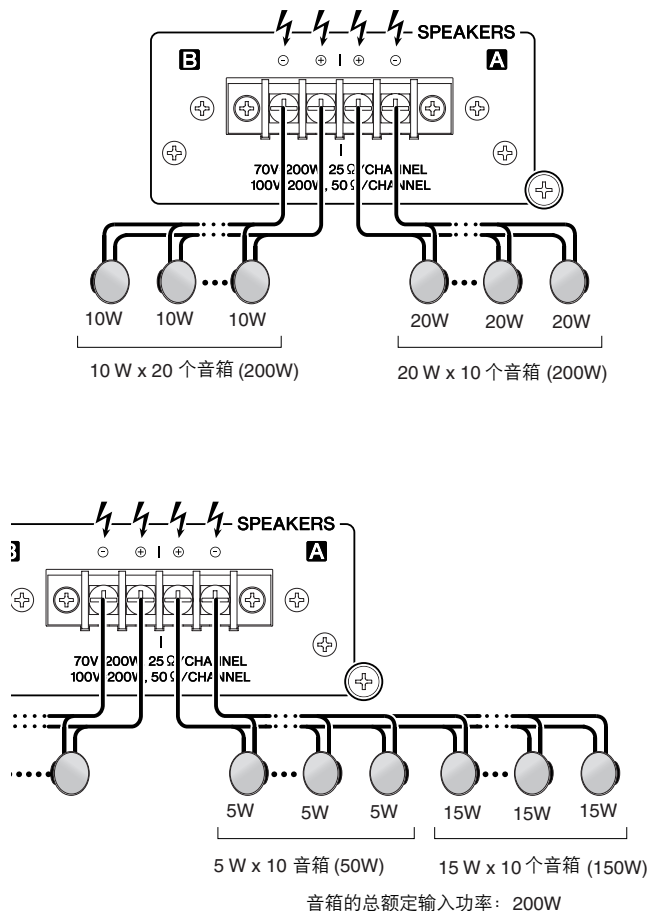 SPEAKERS
B ⊖ ⊕ I ⊕ ⊖ A
I
70V 200W, 25 Ω/CHANNEL
100V 200W, 50 Ω/CHANNEL
10W 10W 10W 20W 20W 20W
10 W x 20 个音箱 (200W) 20 W x 10 个音箱 (200W)
SPEAKERS
B ⊖ ⊕ I ⊕ ⊖ A
I
70V 200W, 25 Ω/CHANNEL
100V 200W, 50 Ω/CHANNEL
5W 5W 5W 15W 15W 15W
5 W x 10 音箱 (50W) 15 W x 10 个音箱 (150W)
音箱的总额定输入功率：200W